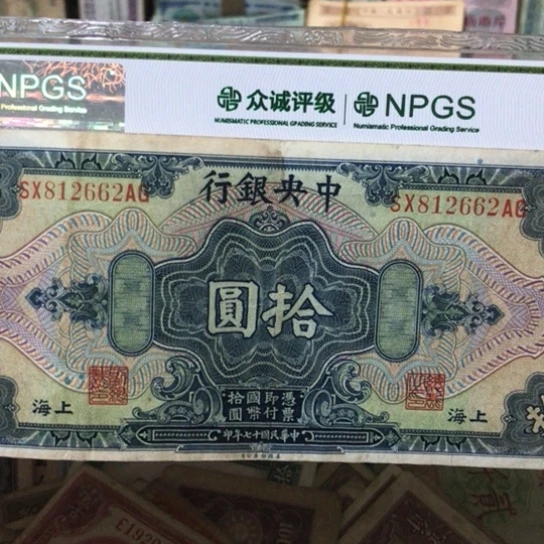 NPGS
Professional Grading Service
众诚评级 NPGS
NUMISMATIC PROFESSIONAL GRADING SERVICE
Numismatic Professional Grading Service
行銀央中
SX812662AG SX812662AG
圓拾
憑票即付國幣拾圓
海上 海上
印年七十國民華中